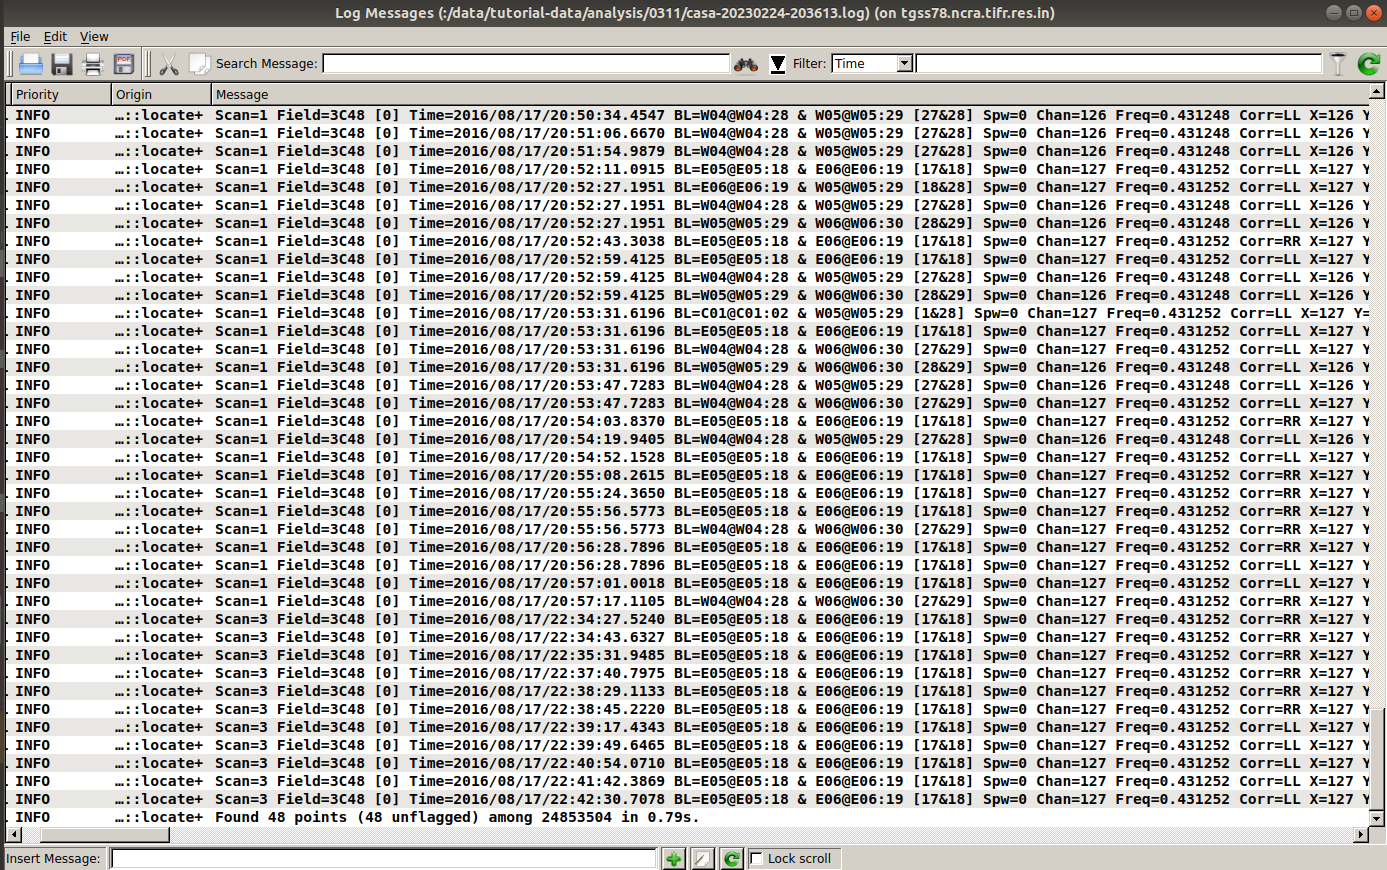 Log Messages (:/data/tutorial-data/analysis/0311/casa-20230224-203613.log) (on tgss78.ncra.tifr.res.in)
File Edit View
Search Message: Filter: Time
Priority Origin Message
INFO …::locate+ Scan=1 Field=3C48 [0] Time=2016/08/17/20:50:34.4547 BL=W04@W04:28 & W05@W05:29 [27&28] Spw=0 Chan=126 Freq=0.431248 Corr=LL X=126 Y
INFO …::locate+ Scan=1 Field=3C48 [0] Time=2016/08/17/20:51:06.6670 BL=W04@W04:28 & W05@W05:29 [27&28] Spw=0 Chan=126 Freq=0.431248 Corr=LL X=126 Y
INFO …::locate+ Scan=1 Field=3C48 [0] Time=2016/08/17/20:51:54.9879 BL=W04@W04:28 & W05@W05:29 [27&28] Spw=0 Chan=126 Freq=0.431248 Corr=LL X=126 Y
INFO …::locate+ Scan=1 Field=3C48 [0] Time=2016/08/17/20:52:11.0915 BL=E05@E05:18 & E06@E06:19 [17&18] Spw=0 Chan=127 Freq=0.431252 Corr=LL X=127 Y
INFO …::locate+ Scan=1 Field=3C48 [0] Time=2016/08/17/20:52:27.1951 BL=E06@E06:19 & W05@W05:29 [18&28] Spw=0 Chan=126 Freq=0.431248 Corr=LL X=126 Y
INFO …::locate+ Scan=1 Field=3C48 [0] Time=2016/08/17/20:52:27.1951 BL=W04@W04:28 & W05@W05:29 [27&28] Spw=0 Chan=126 Freq=0.431248 Corr=LL X=126 Y
INFO …::locate+ Scan=1 Field=3C48 [0] Time=2016/08/17/20:52:27.1951 BL=W05@W05:29 & W06@W06:30 [28&29] Spw=0 Chan=126 Freq=0.431248 Corr=LL X=126 Y
INFO …::locate+ Scan=1 Field=3C48 [0] Time=2016/08/17/20:52:43.3038 BL=E05@E05:18 & E06@E06:19 [17&18] Spw=0 Chan=127 Freq=0.431252 Corr=RR X=127 Y
INFO …::locate+ Scan=1 Field=3C48 [0] Time=2016/08/17/20:52:59.4125 BL=E05@E05:18 & E06@E06:19 [17&18] Spw=0 Chan=127 Freq=0.431252 Corr=LL X=127 Y
INFO …::locate+ Scan=1 Field=3C48 [0] Time=2016/08/17/20:52:59.4125 BL=W04@W04:28 & W05@W05:29 [27&28] Spw=0 Chan=126 Freq=0.431248 Corr=LL X=126 Y
INFO …::locate+ Scan=1 Field=3C48 [0] Time=2016/08/17/20:52:59.4125 BL=W05@W05:29 & W06@W06:30 [28&29] Spw=0 Chan=126 Freq=0.431248 Corr=LL X=126 Y
INFO …::locate+ Scan=1 Field=3C48 [0] Time=2016/08/17/20:53:31.6196 BL=C01@C01:02 & W05@W05:29 [1&28] Spw=0 Chan=127 Freq=0.431252 Corr=LL X=127 Y=
INFO …::locate+ Scan=1 Field=3C48 [0] Time=2016/08/17/20:53:31.6196 BL=E05@E05:18 & E06@E06:19 [17&18] Spw=0 Chan=127 Freq=0.431252 Corr=LL X=127 Y
INFO …::locate+ Scan=1 Field=3C48 [0] Time=2016/08/17/20:53:31.6196 BL=W04@W04:28 & W06@W06:30 [27&29] Spw=0 Chan=127 Freq=0.431252 Corr=LL X=127 Y
INFO …::locate+ Scan=1 Field=3C48 [0] Time=2016/08/17/20:53:31.6196 BL=W05@W05:29 & W06@W06:30 [28&29] Spw=0 Chan=127 Freq=0.431252 Corr=LL X=127 Y
INFO …::locate+ Scan=1 Field=3C48 [0] Time=2016/08/17/20:53:47.7283 BL=W04@W04:28 & W05@W05:29 [27&28] Spw=0 Chan=126 Freq=0.431248 Corr=LL X=126 Y
INFO …::locate+ Scan=1 Field=3C48 [0] Time=2016/08/17/20:53:47.7283 BL=W04@W04:28 & W06@W06:30 [27&29] Spw=0 Chan=127 Freq=0.431252 Corr=LL X=127 Y
INFO …::locate+ Scan=1 Field=3C48 [0] Time=2016/08/17/20:54:03.8370 BL=E05@E05:18 & E06@E06:19 [17&18] Spw=0 Chan=127 Freq=0.431252 Corr=RR X=127 Y
INFO …::locate+ Scan=1 Field=3C48 [0] Time=2016/08/17/20:54:19.9405 BL=W04@W04:28 & W05@W05:29 [27&28] Spw=0 Chan=126 Freq=0.431248 Corr=LL X=126 Y
INFO …::locate+ Scan=1 Field=3C48 [0] Time=2016/08/17/20:54:52.1528 BL=E05@E05:18 & E06@E06:19 [17&18] Spw=0 Chan=127 Freq=0.431252 Corr=LL X=127 Y
INFO …::locate+ Scan=1 Field=3C48 [0] Time=2016/08/17/20:55:08.2615 BL=E05@E05:18 & E06@E06:19 [17&18] Spw=0 Chan=127 Freq=0.431252 Corr=RR X=127 Y
INFO …::locate+ Scan=1 Field=3C48 [0] Time=2016/08/17/20:55:24.3650 BL=E05@E05:18 & E06@E06:19 [17&18] Spw=0 Chan=127 Freq=0.431252 Corr=LL X=127 Y
INFO …::locate+ Scan=1 Field=3C48 [0] Time=2016/08/17/20:55:56.5773 BL=E05@E05:18 & E06@E06:19 [17&18] Spw=0 Chan=127 Freq=0.431252 Corr=RR X=127 Y
INFO …::locate+ Scan=1 Field=3C48 [0] Time=2016/08/17/20:55:56.5773 BL=W04@W04:28 & W06@W06:30 [27&29] Spw=0 Chan=127 Freq=0.431252 Corr=RR X=127 Y
INFO …::locate+ Scan=1 Field=3C48 [0] Time=2016/08/17/20:56:28.7896 BL=E05@E05:18 & E06@E06:19 [17&18] Spw=0 Chan=127 Freq=0.431252 Corr=RR X=127 Y
INFO …::locate+ Scan=1 Field=3C48 [0] Time=2016/08/17/20:56:28.7896 BL=E05@E05:18 & E06@E06:19 [17&18] Spw=0 Chan=127 Freq=0.431252 Corr=LL X=127 Y
INFO …::locate+ Scan=1 Field=3C48 [0] Time=2016/08/17/20:57:01.0018 BL=E05@E05:18 & E06@E06:19 [17&18] Spw=0 Chan=127 Freq=0.431252 Corr=LL X=127 Y
INFO …::locate+ Scan=1 Field=3C48 [0] Time=2016/08/17/20:57:17.1105 BL=W04@W04:28 & W06@W06:30 [27&29] Spw=0 Chan=127 Freq=0.431252 Corr=RR X=127 Y
INFO …::locate+ Scan=3 Field=3C48 [0] Time=2016/08/17/22:34:27.5240 BL=E05@E05:18 & E06@E06:19 [17&18] Spw=0 Chan=127 Freq=0.431252 Corr=RR X=127 Y
INFO …::locate+ Scan=3 Field=3C48 [0] Time=2016/08/17/22:34:43.6327 BL=E05@E05:18 & E06@E06:19 [17&18] Spw=0 Chan=127 Freq=0.431252 Corr=RR X=127 Y
INFO …::locate+ Scan=3 Field=3C48 [0] Time=2016/08/17/22:35:31.9485 BL=E05@E05:18 & E06@E06:19 [17&18] Spw=0 Chan=127 Freq=0.431252 Corr=RR X=127 Y
INFO …::locate+ Scan=3 Field=3C48 [0] Time=2016/08/17/22:37:40.7975 BL=E05@E05:18 & E06@E06:19 [17&18] Spw=0 Chan=127 Freq=0.431252 Corr=RR X=127 Y
INFO …::locate+ Scan=3 Field=3C48 [0] Time=2016/08/17/22:38:29.1133 BL=E05@E05:18 & E06@E06:19 [17&18] Spw=0 Chan=127 Freq=0.431252 Corr=RR X=127 Y
INFO …::locate+ Scan=3 Field=3C48 [0] Time=2016/08/17/22:38:45.2220 BL=E05@E05:18 & E06@E06:19 [17&18] Spw=0 Chan=127 Freq=0.431252 Corr=RR X=127 Y
INFO …::locate+ Scan=3 Field=3C48 [0] Time=2016/08/17/22:39:17.4343 BL=E05@E05:18 & E06@E06:19 [17&18] Spw=0 Chan=127 Freq=0.431252 Corr=LL X=127 Y
INFO …::locate+ Scan=3 Field=3C48 [0] Time=2016/08/17/22:39:49.6465 BL=E05@E05:18 & E06@E06:19 [17&18] Spw=0 Chan=127 Freq=0.431252 Corr=LL X=127 Y
INFO …::locate+ Scan=3 Field=3C48 [0] Time=2016/08/17/22:40:54.0710 BL=E05@E05:18 & E06@E06:19 [17&18] Spw=0 Chan=127 Freq=0.431252 Corr=LL X=127 Y
INFO …::locate+ Scan=3 Field=3C48 [0] Time=2016/08/17/22:41:42.3869 BL=E05@E05:18 & E06@E06:19 [17&18] Spw=0 Chan=127 Freq=0.431252 Corr=LL X=127 Y
INFO …::locate+ Scan=3 Field=3C48 [0] Time=2016/08/17/22:42:30.7078 BL=E05@E05:18 & E06@E06:19 [17&18] Spw=0 Chan=127 Freq=0.431252 Corr=LL X=127 Y
INFO …::locate+ Found 48 points (48 unflagged) among 24853504 in 0.79s.
Insert Message: Lock scroll